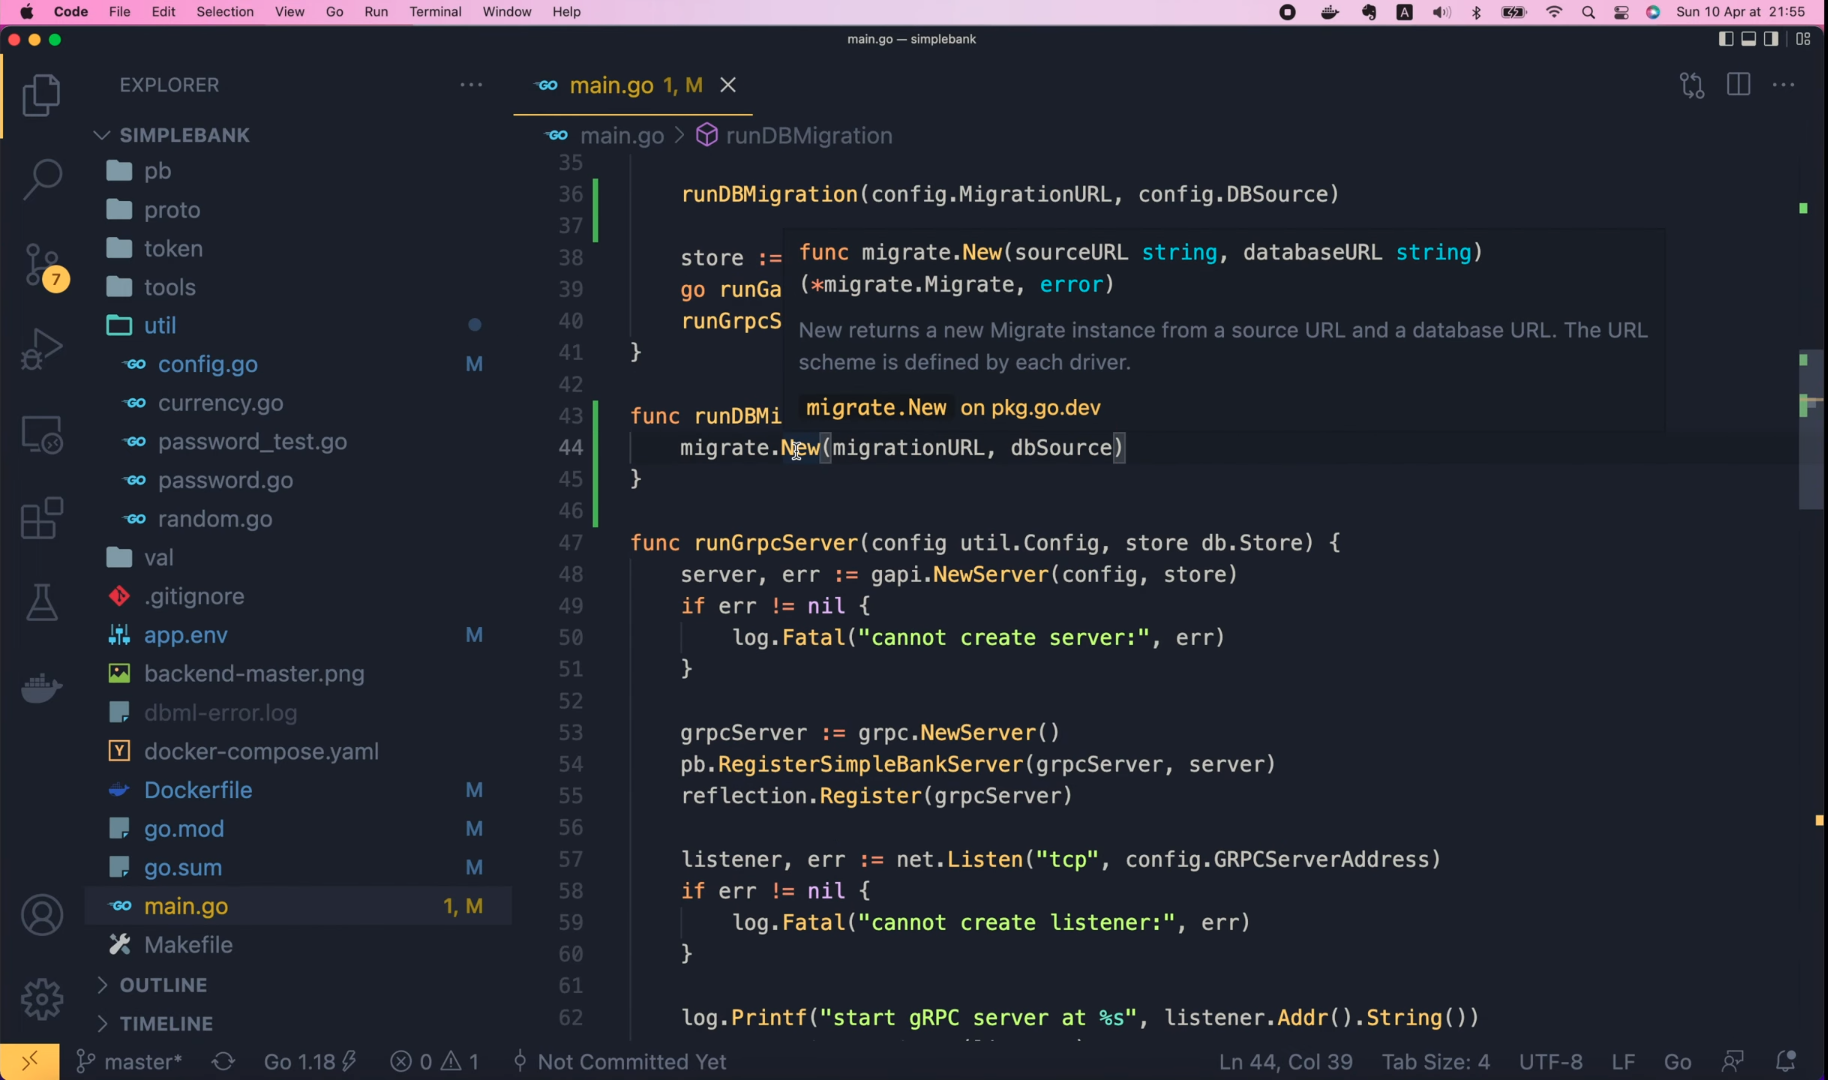 Code File Edit Selection View Go Run Terminal Window Help
A
Sun 10 Apr at 21:55
main.go — simplebank
EXPLORER
SIMPLEBANK
pb
proto
token
tools
util
config.go M
currency.go
password_test.go
password.go
random.go
val
.gitignore
app.env M
backend-master.png
dbml-error.log
docker-compose.yaml
Dockerfile M
go.mod M
go.sum M
main.go 1, M
Makefile
OUTLINE
TIMELINE
7
main.go 1, M
main.go > runDBMigration
35
36 runDBMigration(config.MigrationURL, config.DBSource)
37
38 store :=
39 go runGa
40 runGrpcS
41 }
42
43 func runDBMi
44 migrate.New(migrationURL, dbSource)
45 }
46
47 func runGrpcServer(config util.Config, store db.Store) {
48 server, err := gapi.NewServer(config, store)
49 if err != nil {
50 log.Fatal("cannot create server:", err)
51 }
52
53 grpcServer := grpc.NewServer()
54 pb.RegisterSimpleBankServer(grpcServer, server)
55 reflection.Register(grpcServer)
56
57 listener, err := net.Listen("tcp", config.GRPCServerAddress)
58 if err != nil {
59 log.Fatal("cannot create listener:", err)
60 }
61
62 log.Printf("start gRPC server at %s", listener.Addr().String())
func migrate.New(sourceURL string, databaseURL string)
(*migrate.Migrate, error)
New returns a new Migrate instance from a source URL and a database URL. The URL
scheme is defined by each driver.
migrate.New on pkg.go.dev
master* Go 1.18 0 1 Not Committed Yet
Ln 44, Col 39 Tab Size: 4 UTF-8 LF Go